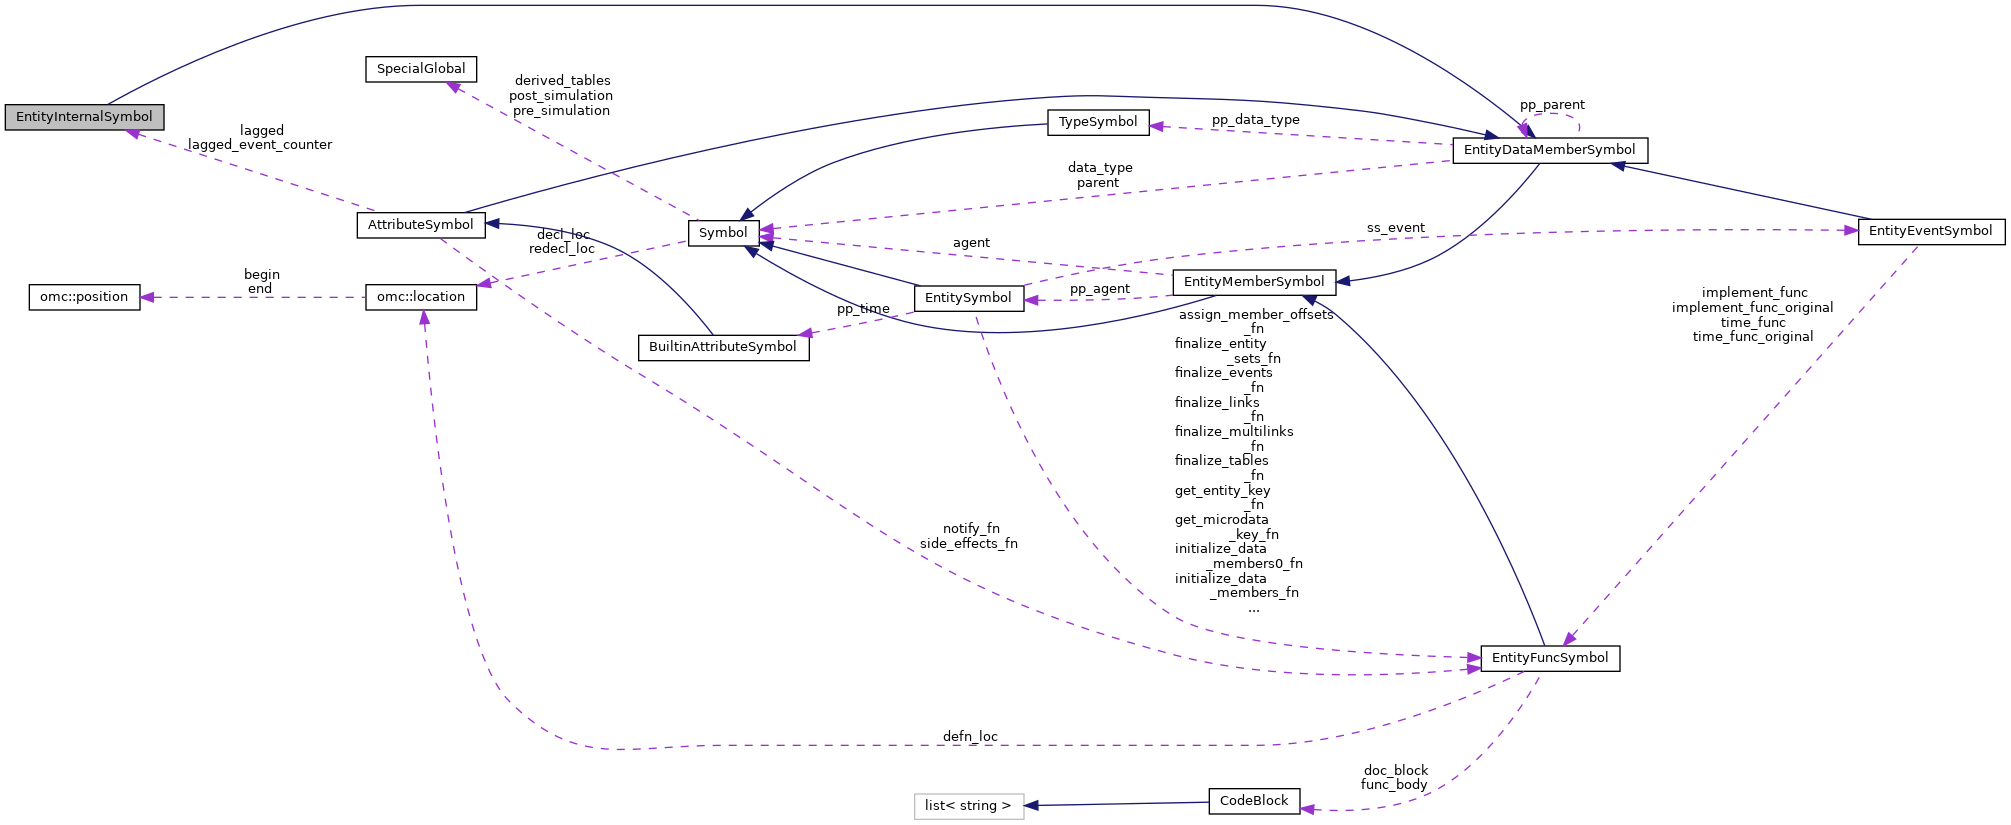 SpecialGlobal
derived_tables
post_simulation
pre_simulation
EntityInternalSymbol
lagged
lagged_event_counter
TypeSymbol
pp_data_type
pp_parent
EntityDataMemberSymbol
data_type
parent
AttributeSymbol
Symbol
decl_loc
redecl_loc
agent
ss_event
EntityEventSymbol
begin
end
omc::position
omc::location
EntitySymbol
pp_agent
EntityMemberSymbol
pp_time
BuiltinAttributeSymbol
assign_member_offsets
_fn
finalize_entity
_sets_fn
finalize_events
_fn
finalize_links
_fn
finalize_multilinks
_fn
finalize_tables
_fn
get_entity_key
_fn
get_microdata
_key_fn
initialize_data
_members0_fn
initialize_data
_members_fn
...
implement_func
implement_func_original
time_func
time_func_original
notify_fn
side_effects_fn
EntityFuncSymbol
defn_loc
doc_block
func_body
list< string >
CodeBlock